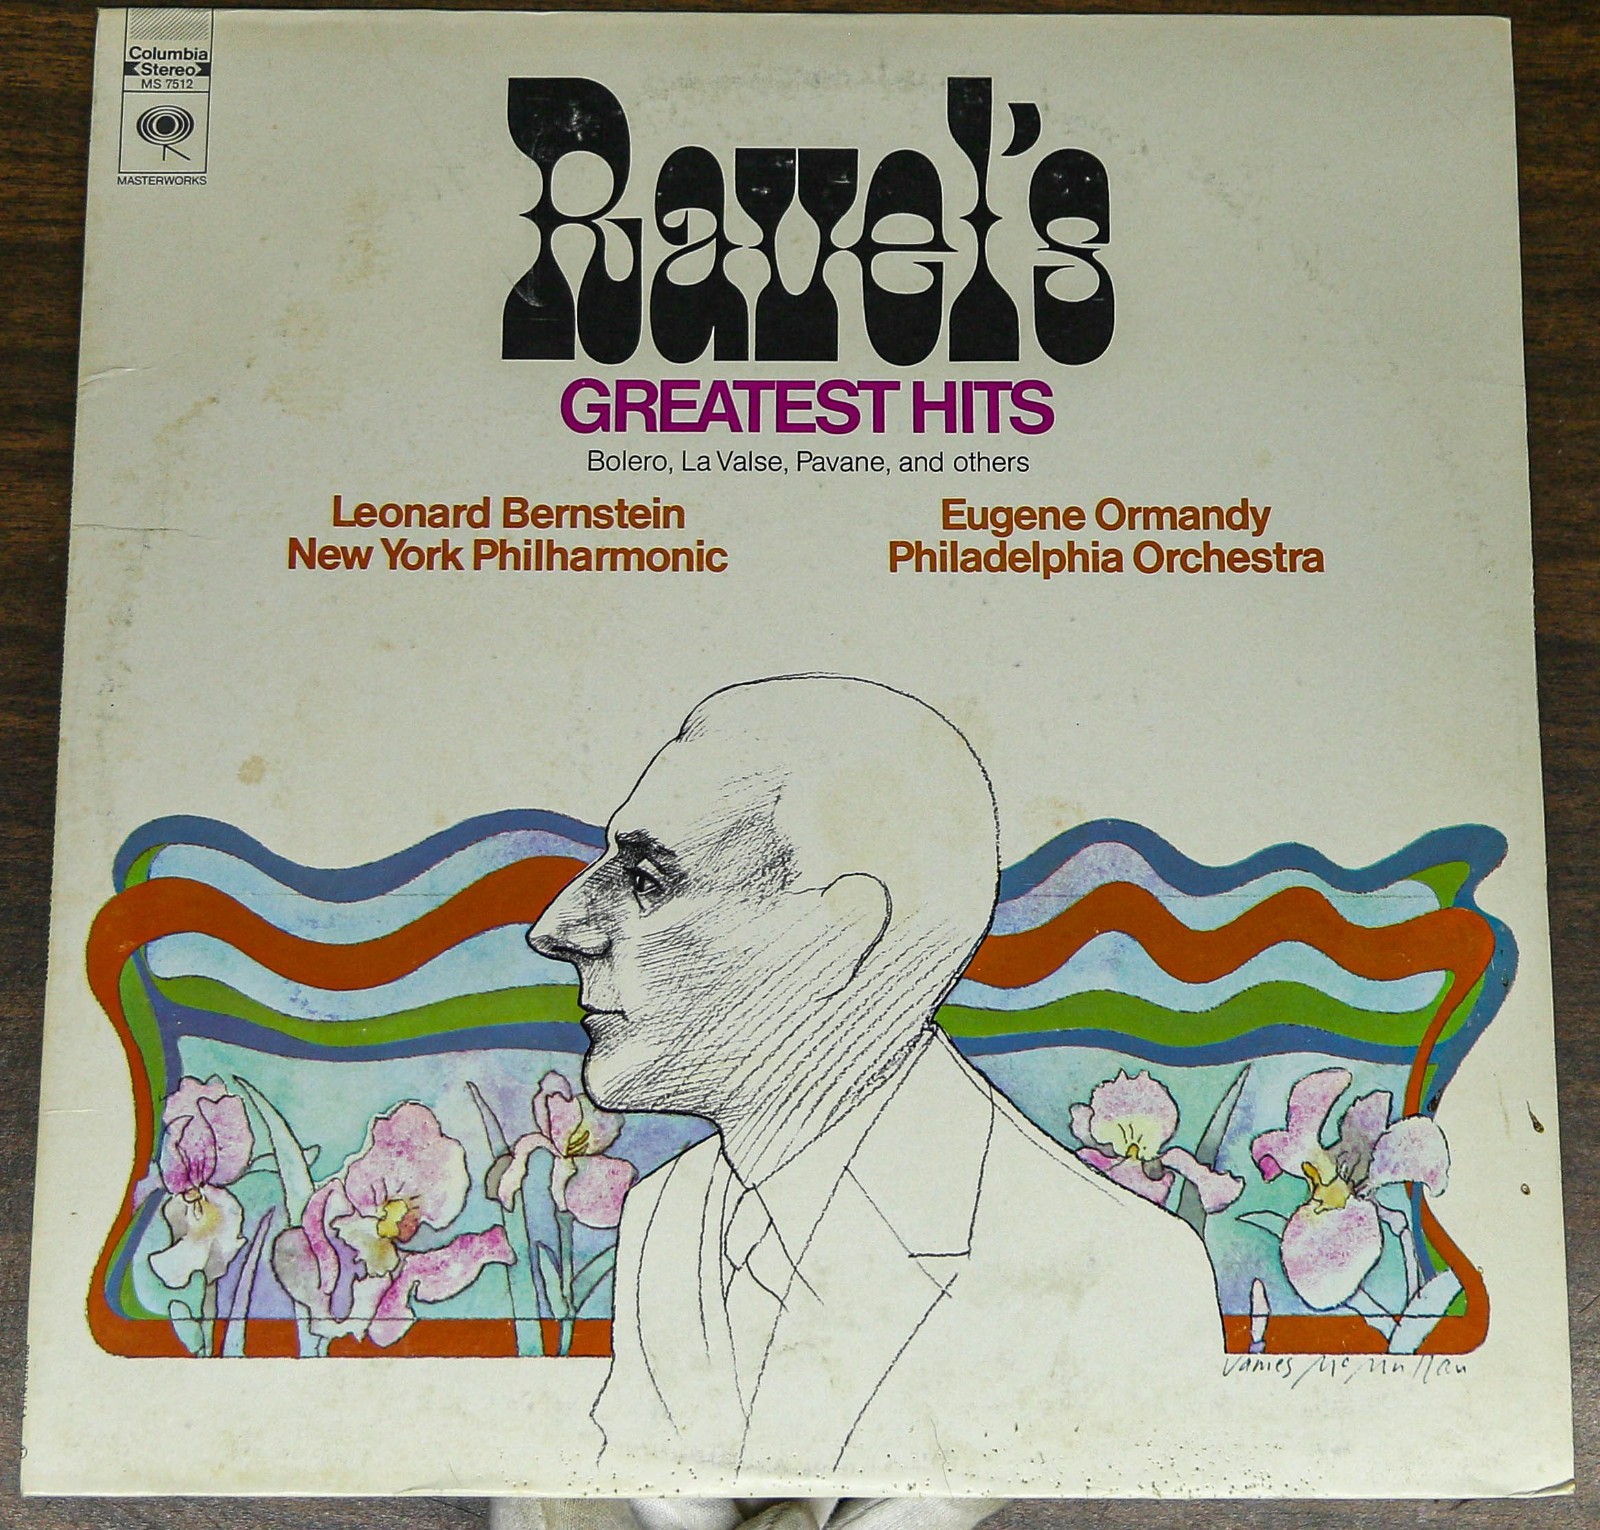 Columbia
Stereo
MS 7512
MASTERWORKS
Ravel's
GREATEST HITS
Bolero, La Valse, Pavane, and others
Leonard Bernstein
New York Philharmonic
Eugene Ormandy
Philadelphia Orchestra
James McMullan